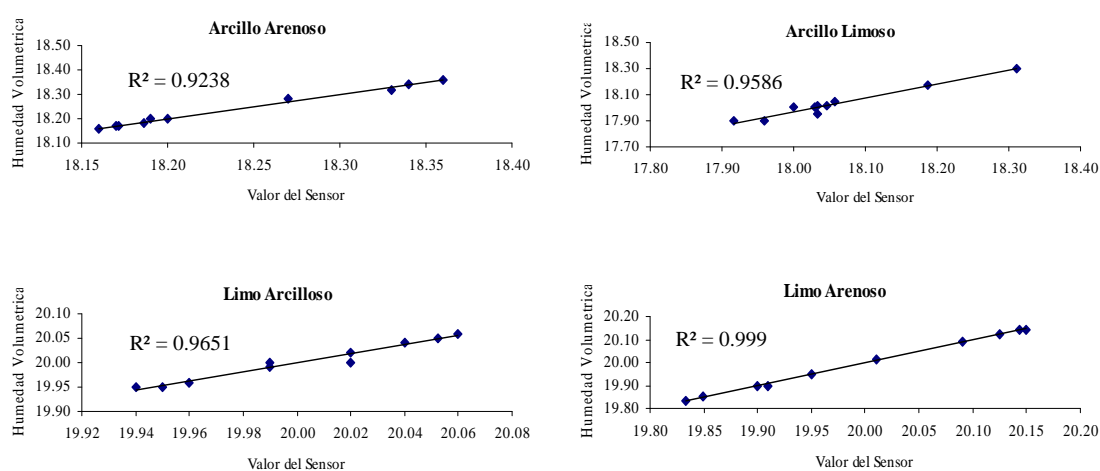 Arcillo Arenoso
Humedad Volumetrica
18.50
18.40
18.30
18.20
18.10
R² = 0.9238
18.15 18.20 18.25 18.30 18.35 18.40
Valor del Sensor
Arcillo Limoso
Humedad Volumetrica
18.50
18.30
18.10
17.90
17.70
R² = 0.9586
17.80 17.90 18.00 18.10 18.20 18.30 18.40
Valor del Sensor
Limo Arcilloso
Humedad Volumetrica
20.10
20.05
20.00
19.95
19.90
R² = 0.9651
19.92 19.94 19.96 19.98 20.00 20.02 20.04 20.06 20.08
Valor del Sensor
Limo Arenoso
Humedad Volumetrica
20.20
20.10
20.00
19.90
19.80
R² = 0.999
19.80 19.85 19.90 19.95 20.00 20.05 20.10 20.15 20.20
Valor del Sensor